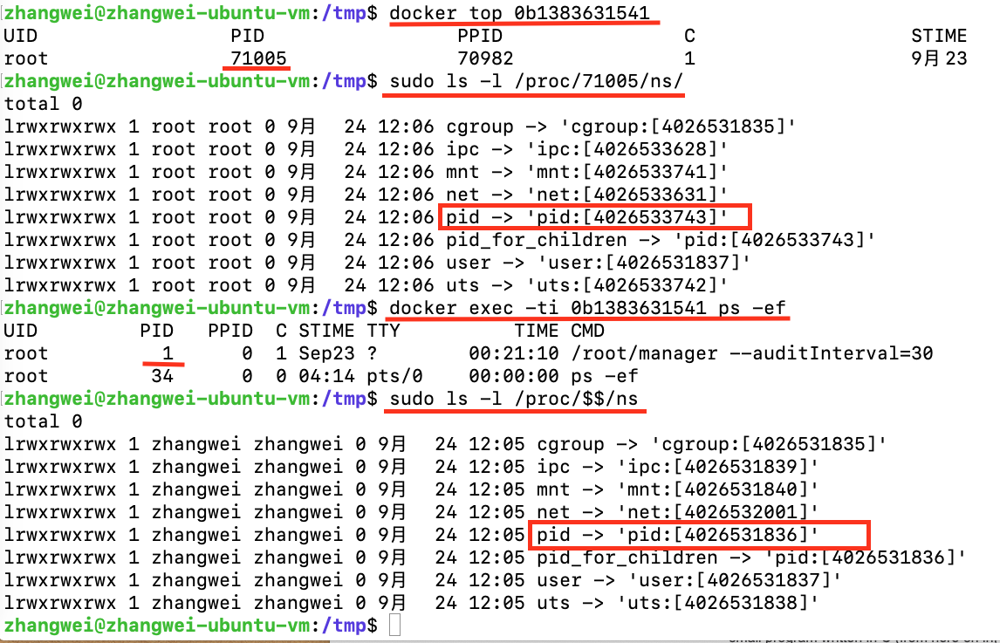 zhangwei@zhangwei-ubuntu-vm:/tmp$ docker top 0b1383631541
UID PID PPID C STIME
root 71005 70982 1 9月23
zhangwei@zhangwei-ubuntu-vm:/tmp$ sudo ls -l /proc/71005/ns/
total 0
lrwxrwxrwx 1 root root 0 9月 24 12:06 cgroup -> 'cgroup:[4026531835]'
lrwxrwxrwx 1 root root 0 9月 24 12:06 ipc -> 'ipc:[4026533628]'
lrwxrwxrwx 1 root root 0 9月 24 12:06 mnt -> 'mnt:[4026533741]'
lrwxrwxrwx 1 root root 0 9月 24 12:06 net -> 'net:[4026533631]'
lrwxrwxrwx 1 root root 0 9月 24 12:06 pid -> 'pid:[4026533743]'
lrwxrwxrwx 1 root root 0 9月 24 12:06 pid_for_children -> 'pid:[4026533743]'
lrwxrwxrwx 1 root root 0 9月 24 12:06 user -> 'user:[4026531837]'
lrwxrwxrwx 1 root root 0 9月 24 12:06 uts -> 'uts:[4026533742]'
zhangwei@zhangwei-ubuntu-vm:/tmp$ docker exec -ti 0b1383631541 ps -ef
UID PID PPID C STIME TTY TIME CMD
root 1 0 1 Sep23 ? 00:21:10 /root/manager --auditInterval=30
root 34 0 0 04:14 pts/0 00:00:00 ps -ef
zhangwei@zhangwei-ubuntu-vm:/tmp$ sudo ls -l /proc/$$/ns
total 0
lrwxrwxrwx 1 zhangwei zhangwei 0 9月 24 12:05 cgroup -> 'cgroup:[4026531835]'
lrwxrwxrwx 1 zhangwei zhangwei 0 9月 24 12:05 ipc -> 'ipc:[4026531839]'
lrwxrwxrwx 1 zhangwei zhangwei 0 9月 24 12:05 mnt -> 'mnt:[4026531840]'
lrwxrwxrwx 1 zhangwei zhangwei 0 9月 24 12:05 net -> 'net:[4026532001]'
lrwxrwxrwx 1 zhangwei zhangwei 0 9月 24 12:05 pid -> 'pid:[4026531836]'
lrwxrwxrwx 1 zhangwei zhangwei 0 9月 24 12:05 pid_for_children -> 'pid:[4026531836]'
lrwxrwxrwx 1 zhangwei zhangwei 0 9月 24 12:05 user -> 'user:[4026531837]'
lrwxrwxrwx 1 zhangwei zhangwei 0 9月 24 12:05 uts -> 'uts:[4026531838]'
zhangwei@zhangwei-ubuntu-vm:/tmp$